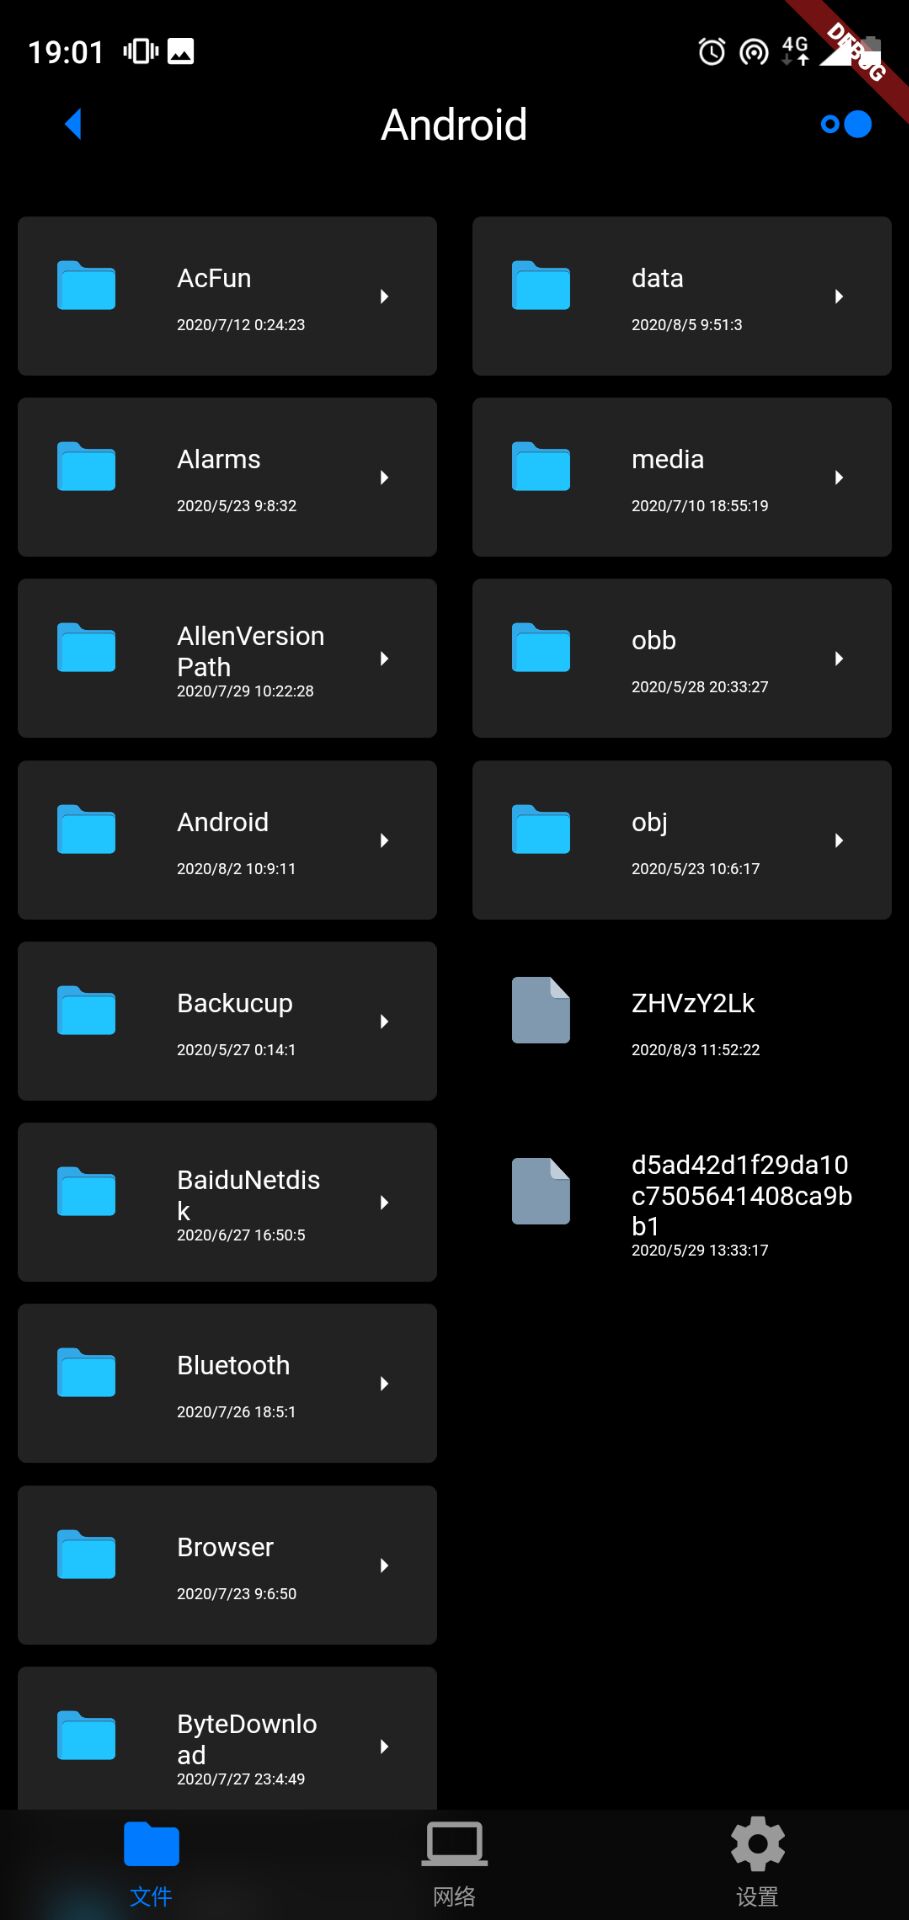 19:01
4G
DEBUG
Android
AcFun
2020/7/12 0:24:23
Alarms
2020/5/23 9:8:32
AllenVersion
Path
2020/7/29 10:22:28
Android
2020/8/2 10:9:11
Backucup
2020/5/27 0:14:1
BaiduNetdis
k
2020/6/27 16:50:5
Bluetooth
2020/7/26 18:5:1
Browser
2020/7/23 9:6:50
ByteDownlo
ad
2020/7/27 23:4:49
data
2020/8/5 9:51:3
media
2020/7/10 18:55:19
obb
2020/5/28 20:33:27
obj
2020/5/23 10:6:17
ZHVzY2Lk
2020/8/3 11:52:22
d5ad42d1f29da10
c7505641408ca9b
b1
2020/5/29 13:33:17
文件
网络
设置